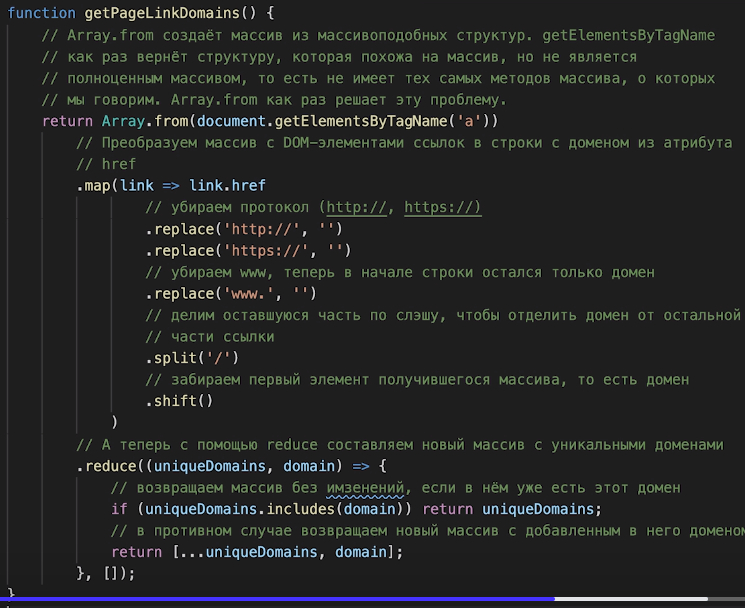 function getPageLinkDomains() {
// Array.from создаёт массив из массивоподобных структур. getElementsByTagName
// как раз вернёт структуру, которая похожа на массив, но не является
// полноценным массивом, то есть не имеет тех самых методов массива, о которых
// мы говорим. Array.from как раз решает эту проблему.
return Array.from(document.getElementsByTagName('a'))
// Преобразуем массив с DOM-элементами ссылок в строки с доменом из атрибута
// href
.map(link => link.href
// убираем протокол (http://, https://)
.replace('http://', '')
.replace('https://', '')
// убираем www, теперь в начале строки остался только домен
.replace('www.', '')
// делим оставшуюся часть по слэшу, чтобы отделить домен от остальной
// части ссылки
.split('/')
// забираем первый элемент получившегося массива, то есть домен
.shift()
)
// А теперь с помощью reduce составляем новый массив с уникальными доменами
.reduce((uniqueDomains, domain) => {
// возвращаем массив без имзенений, если в нём уже есть этот домен
if (uniqueDomains.includes(domain)) return uniqueDomains;
// в противном случае возвращаем новый массив с добавленным в него доменом
return [...uniqueDomains, domain];
}, []);
}